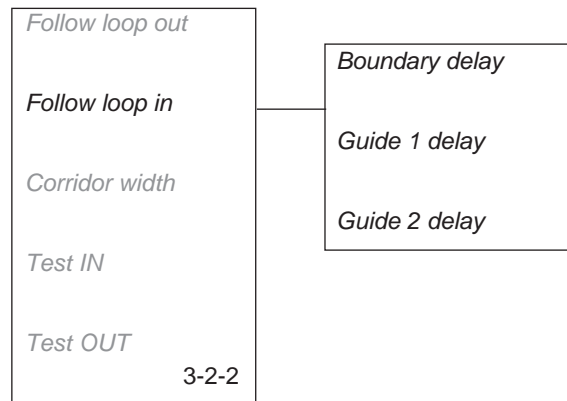 Follow loop out
Follow loop in
Corridor width
Test IN
Test OUT
3-2-2
Boundary delay
Guide 1 delay
Guide 2 delay